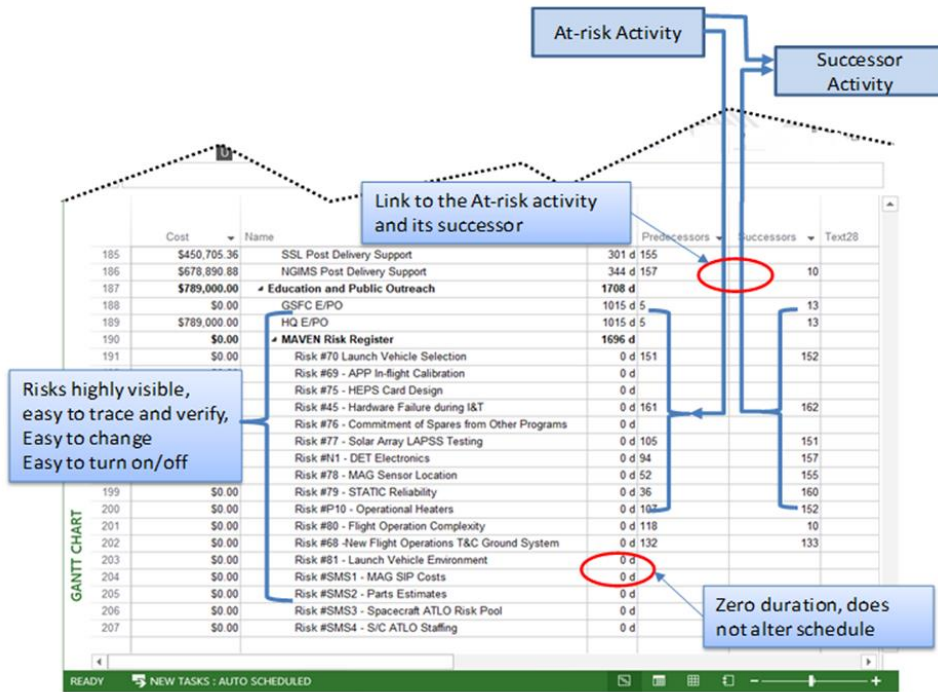 At-risk Activity
Successor
Activity
Link to the At-risk activity
and its successor
Cost Name Predecessors Successors Text28
185 $450,705.36 SSL Post Delivery Support 301 d 155
186 $678,890.88 NGIMS Post Delivery Support 344 d 157 10
187 $789,000.00 Education and Public Outreach 1708 d
188 $0.00 GSFC E/PO 1015 d 5 13
189 $789,000.00 HQ E/PO 1015 d 5 13
190 $0.00 MAVEN Risk Register 1696 d
191 $0.00 Risk #70 Launch Vehicle Selection 0 d 151 152
Risk #69 - APP In-flight Calibration 0 d
Risk #75 - HEPS Card Design 0 d
Risk #45 - Hardware Failure during I&T 0 d 161 162
Risk #76 - Commitment of Spares from Other Programs 0 d
Risk #77 - Solar Array LAPSS Testing 0 d 105 151
Risk #N1 - DET Electronics 0 d 94 157
Risk #78 - MAG Sensor Location 0 d 52 155
199 $0.00 Risk #79 - STATIC Reliability 0 d 36 160
200 $0.00 Risk #P10 - Operational Heaters 0 d 107 152
201 $0.00 Risk #80 - Flight Operation Complexity 0 d 118 10
202 $0.00 Risk #68 -New Flight Operations T&C Ground System 0 d 132 133
203 $0.00 Risk #81 - Launch Vehicle Environment 0 d
204 $0.00 Risk #SMS1 - MAG SIP Costs 0 d
205 $0.00 Risk #SMS2 - Parts Estimates 0 d
206 $0.00 Risk #SMS3 - Spacecraft ATLO Risk Pool 0 d
207 $0.00 Risk #SMS4 - S/C ATLO Staffing 0 d
Risks highly visible,
easy to trace and verify,
Easy to change
Easy to turn on/off
Zero duration, does
not alter schedule
GANTT CHART
READY NEW TASKS : AUTO SCHEDULED